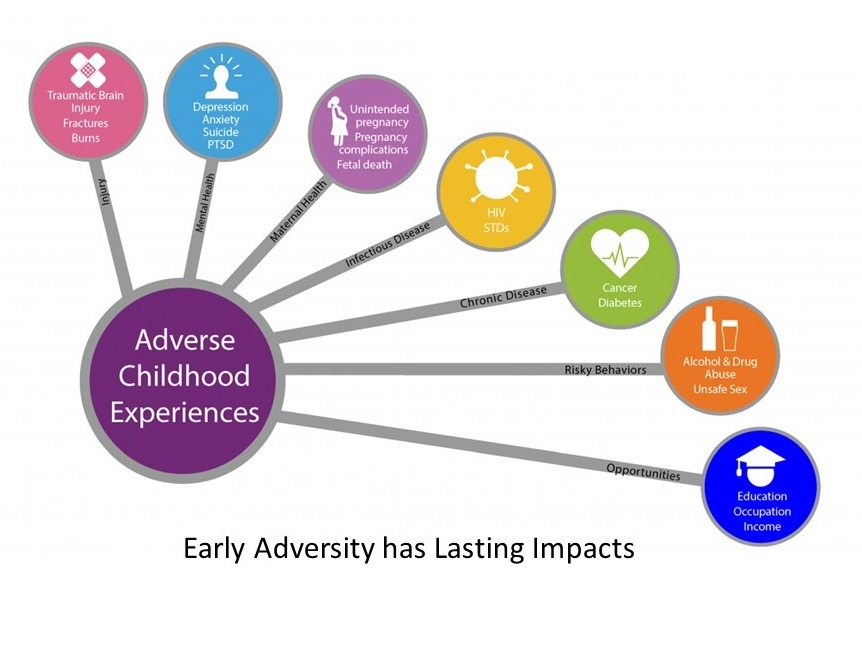 Traumatic Brain
Injury
Fractures
Burns
Depression
Anxiety
Suicide
PTSD
Unintended
pregnancy
Pregnancy
complications
Fetal death
HIV
STDs
Cancer
Diabetes
Alcohol & Drug
Abuse
Unsafe Sex
Education
Occupation
Income
Injury
Mental Health
Maternal Health
Infectious Disease
Chronic Disease
Risky Behaviors
Opportunities
Adverse
Childhood
Experiences
Early Adversity has Lasting Impacts